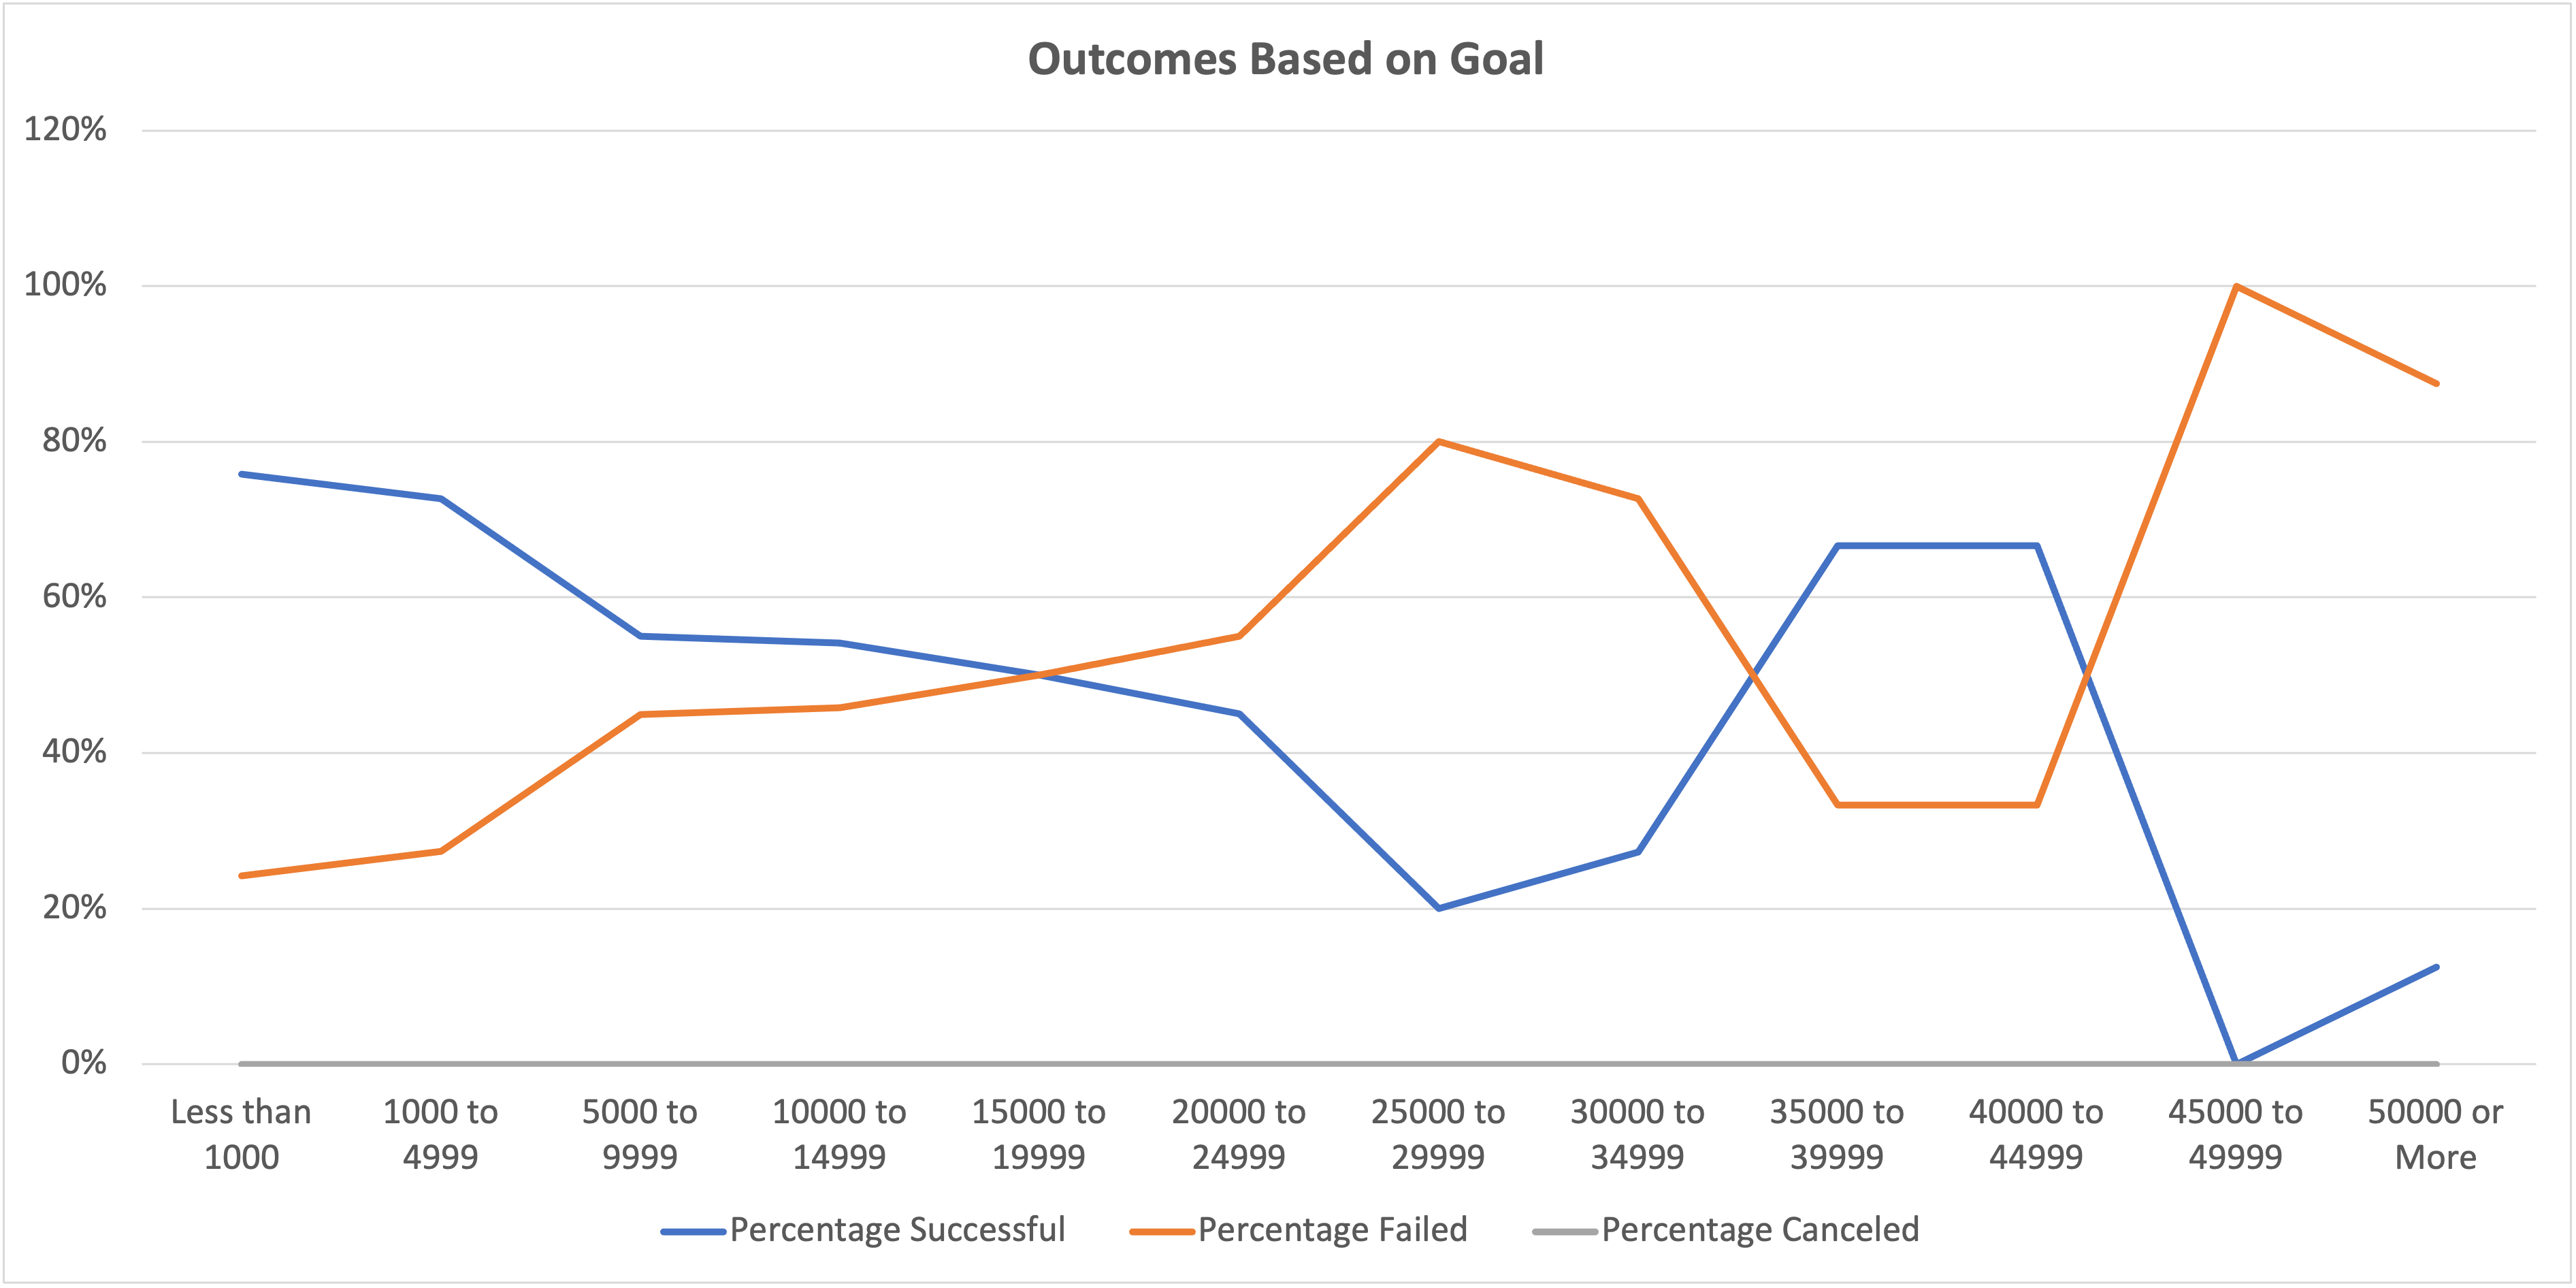 Outcomes Based on Goal
120%
100%
80%
60%
40%
20%
0%
Less than
1000
1000 to
4999
5000 to
9999
10000 to
14999
15000 to
19999
20000 to
24999
25000 to
29999
30000 to
34999
35000 to
39999
40000 to
44999
45000 to
49999
50000 or
More
Percentage Successful
Percentage Failed
Percentage Canceled